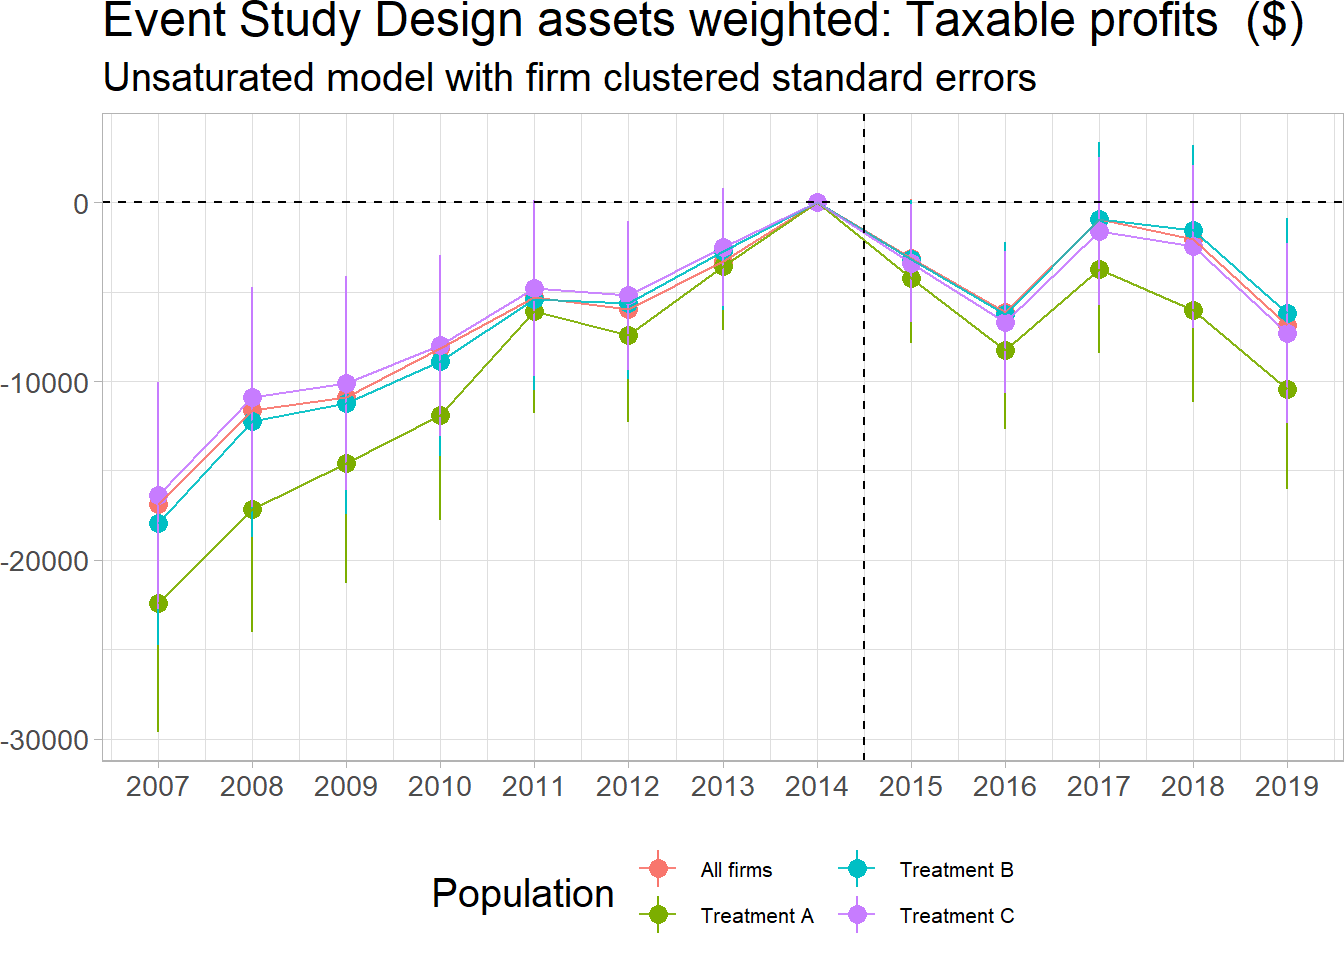 Event Study Design assets weighted: Taxable profits  ($)
Unsaturated model with firm clustered standard errors
0
-10000
-20000
-30000
2007 2008 2009 2010 2011 2012 2013 2014 2015 2016 2017 2018 2019
Population
All firms
Treatment B
Treatment A
Treatment C